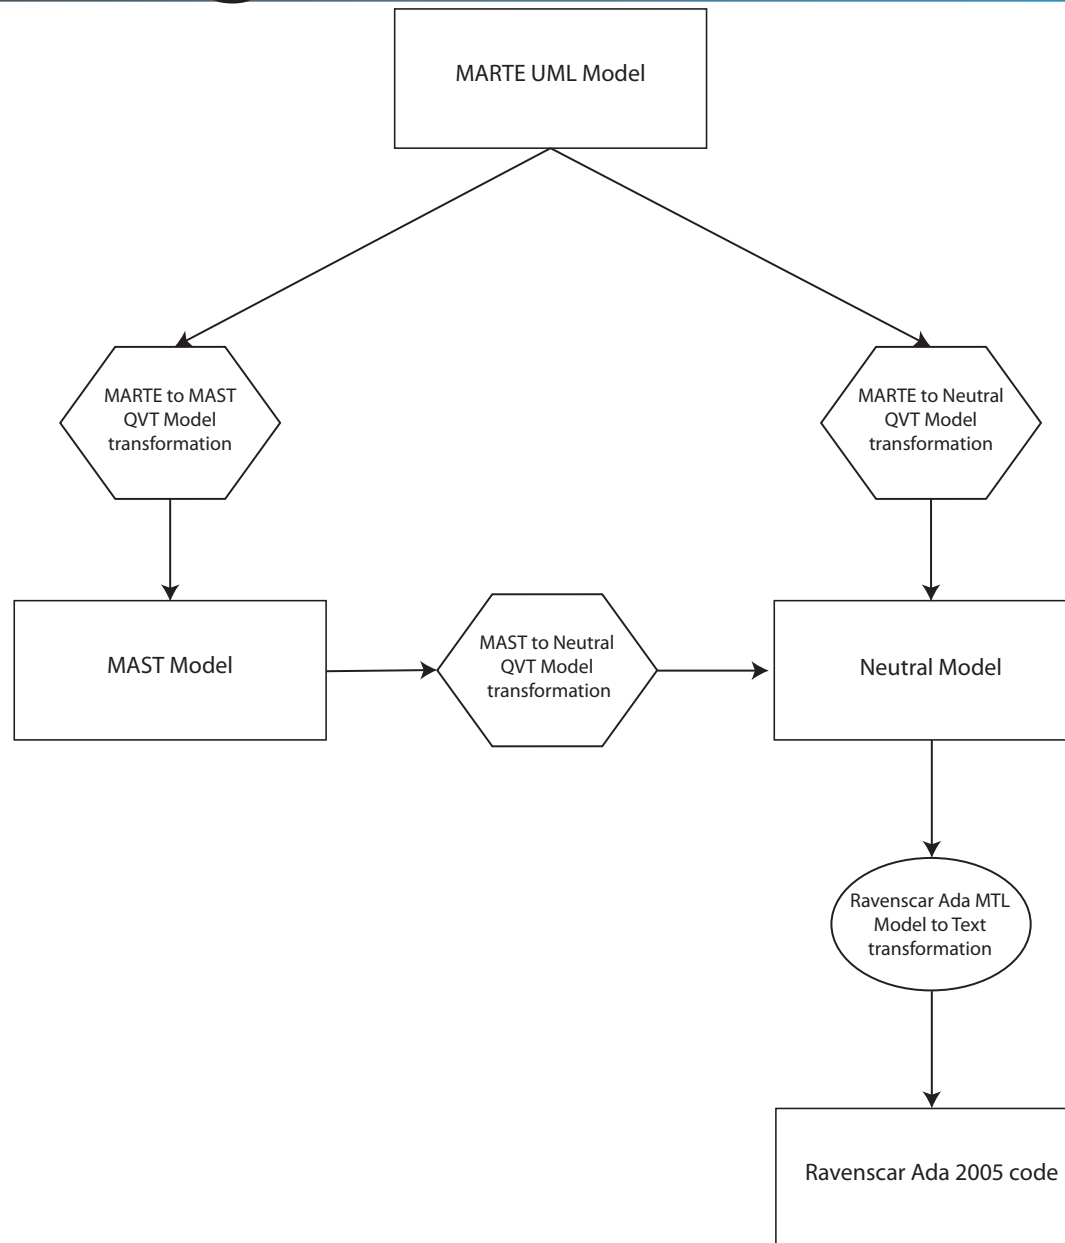 MARTE UML Model
MARTE to MAST
QVT Model
transformation
MARTE to Neutral
QVT Model
transformation
MAST Model
MAST to Neutral
QVT Model
transformation
Neutral Model
Ravenscar Ada MTL
Model to Text
transformation
Ravenscar Ada 2005 code